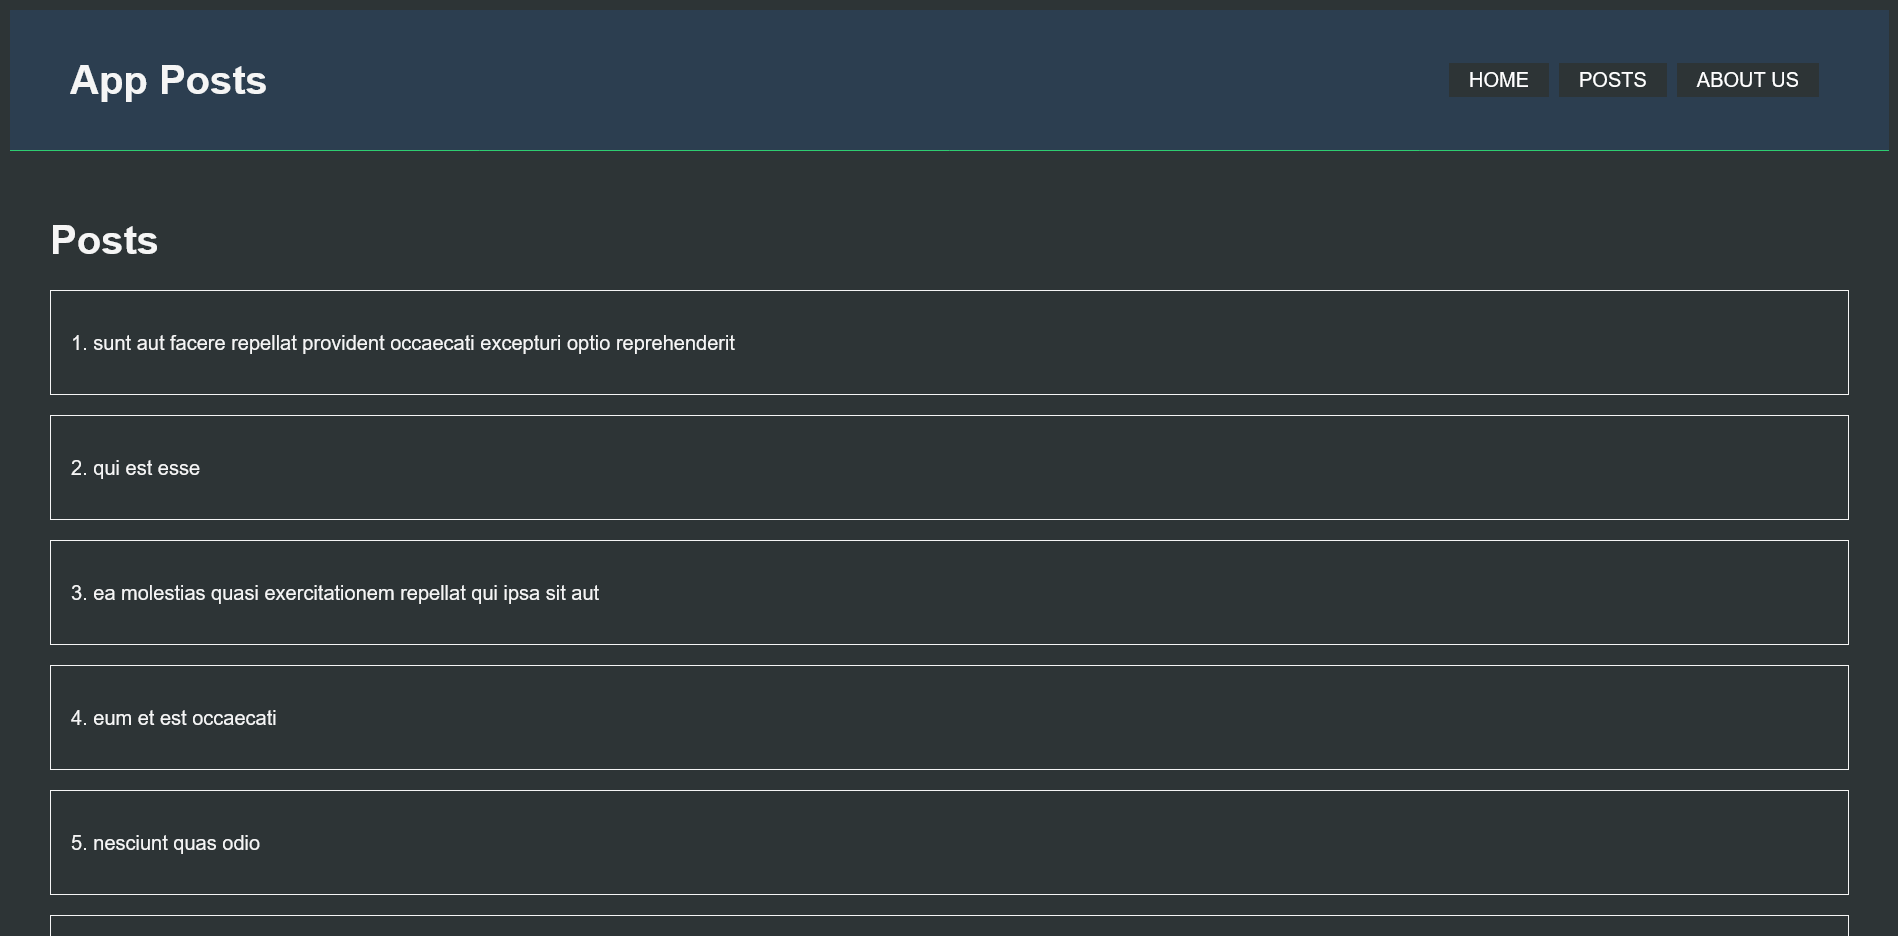 App Posts
HOME POSTS ABOUT US
Posts
1. sunt aut facere repellat provident occaecati excepturi optio reprehenderit
2. qui est esse
3. ea molestias quasi exercitationem repellat qui ipsa sit aut
4. eum et est occaecati
5. nesciunt quas odio